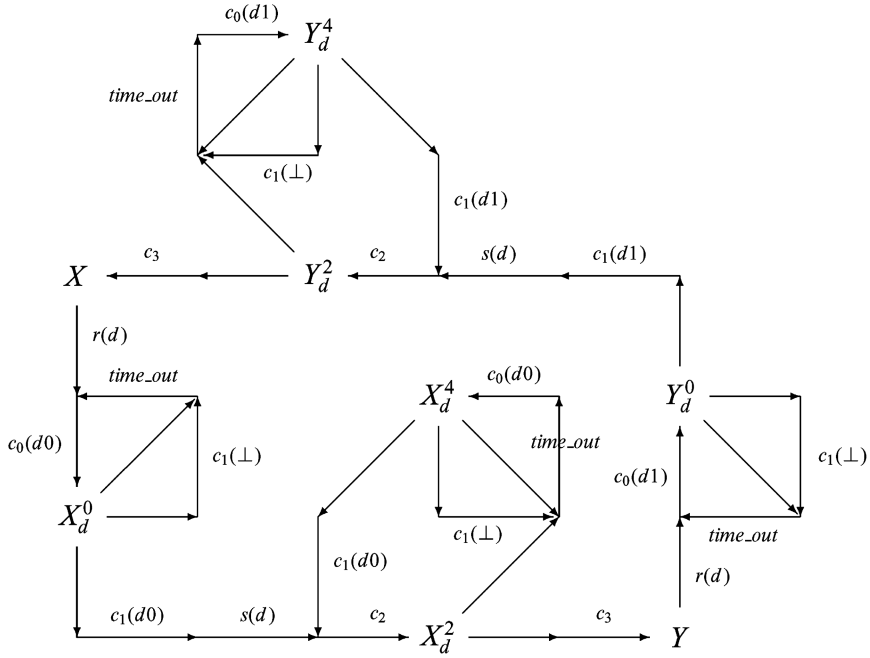 c₀(d1) Y_d^4
time_out
c₁(⊥)
c₁(d1)
X c₃ Y_d^2 c₂ s(d) c₁(d1)
r(d)
time_out X_d^4 c₀(d0) Y_d^0
c₀(d0) c₁(⊥) time_out c₀(d1) c₁(⊥)
X_d^0 c₁(⊥) time_out
c₁(d0) r(d)
c₁(d0) s(d) c₂ X_d^2 c₃ Y